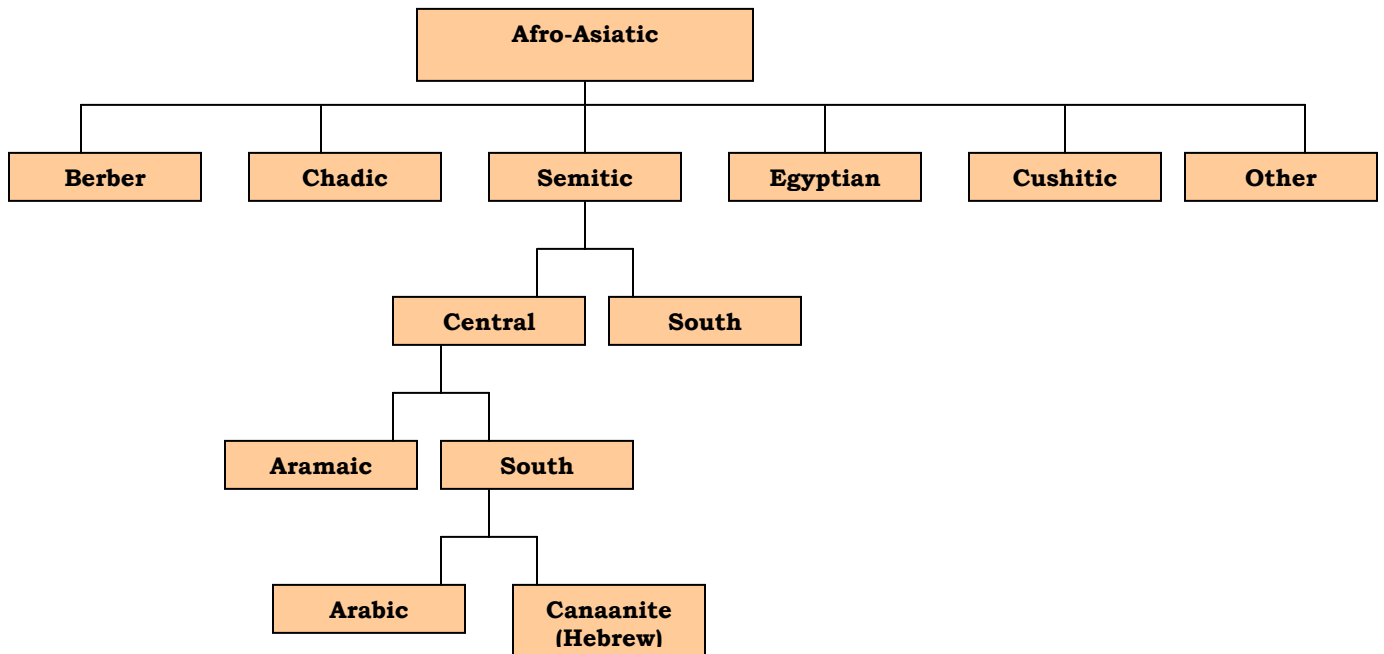 Afro-Asiatic
Berber
Chadic
Semitic
Egyptian
Cushitic
Other
Central
South
Aramaic
South
Arabic
Canaanite
(Hebrew)